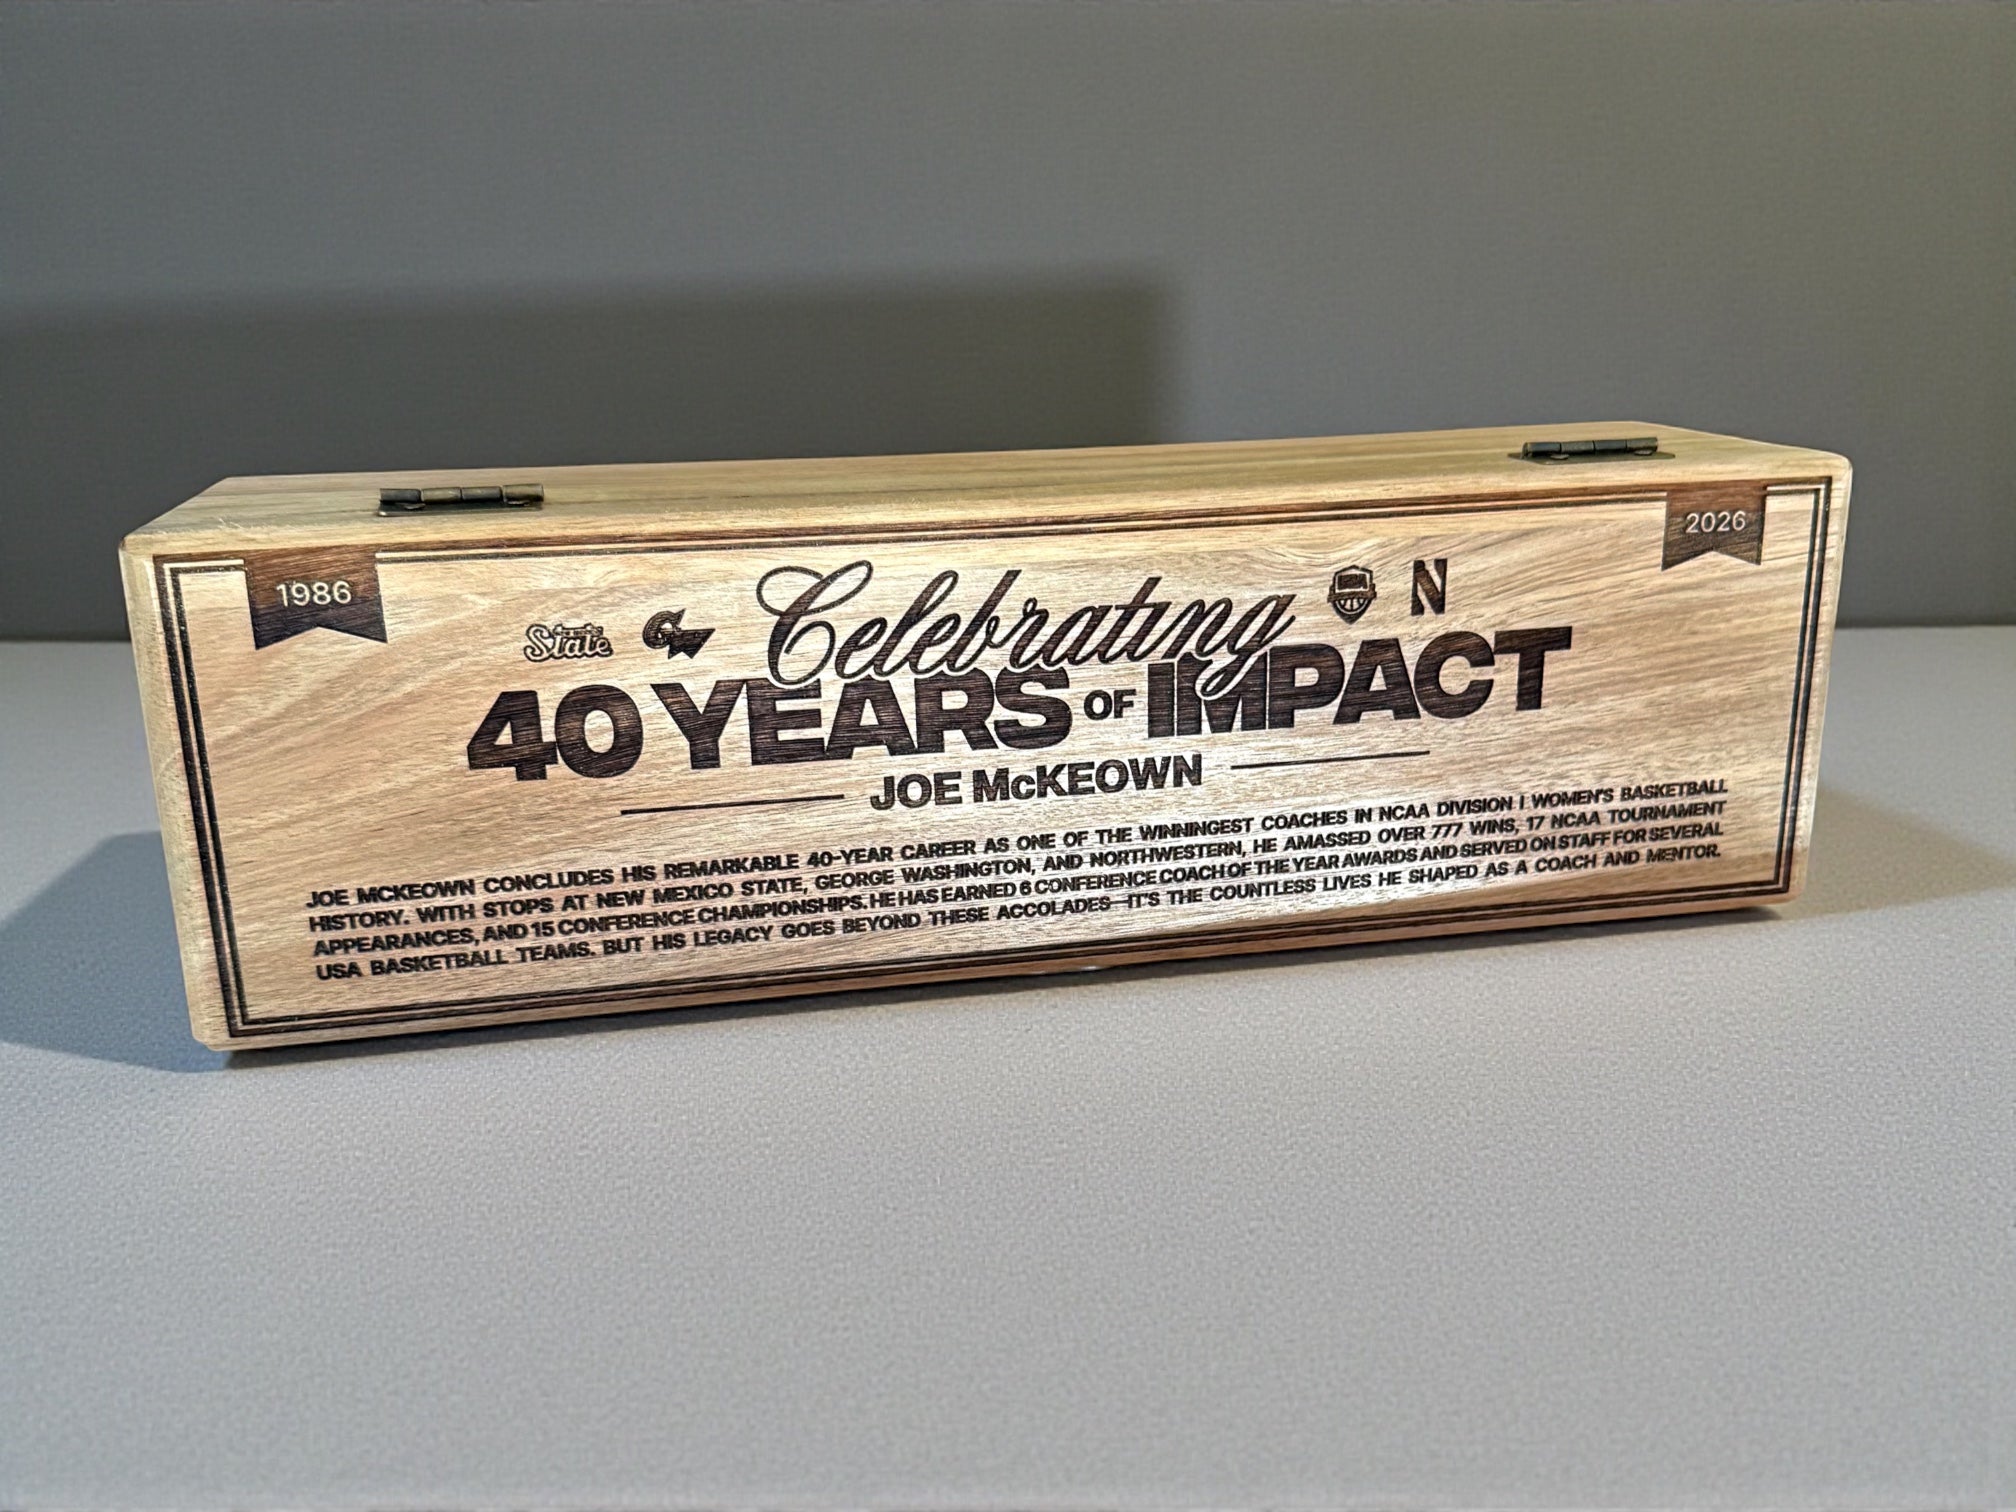 1986
2026
State
GW
Celebrating
USA
N
40 YEARS OF IMPACT
JOE McKEOWN
JOE MCKEOWN CONCLUDES HIS REMARKABLE 40-YEAR CAREER AS ONE OF THE WINNINGEST COACHES IN NCAA DIVISION I WOMEN'S BASKETBALL
HISTORY. WITH STOPS AT NEW MEXICO STATE, GEORGE WASHINGTON, AND NORTHWESTERN, HE AMASSED OVER 777 WINS, 17 NCAA TOURNAMENT
APPEARANCES, AND 15 CONFERENCE CHAMPIONSHIPS. HE HAS EARNED 6 CONFERENCE COACH OF THE YEAR AWARDS AND SERVED ON STAFF FOR SEVERAL
USA BASKETBALL TEAMS. BUT HIS LEGACY GOES BEYOND THESE ACCOLADES—IT'S THE COUNTLESS LIVES HE SHAPED AS A COACH AND MENTOR.